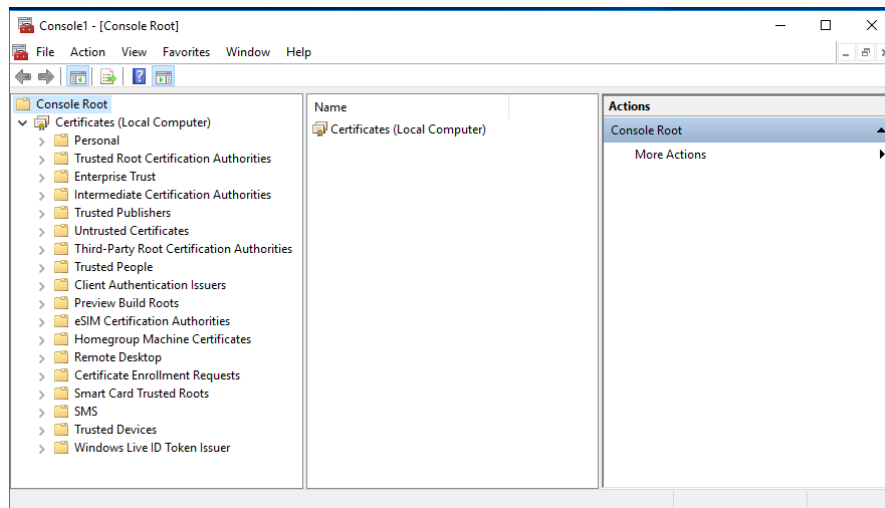 Console1 - [Console Root]
File Action View Favorites Window Help
Console Root
Certificates (Local Computer)
Personal
Trusted Root Certification Authorities
Enterprise Trust
Intermediate Certification Authorities
Trusted Publishers
Untrusted Certificates
Third-Party Root Certification Authorities
Trusted People
Client Authentication Issuers
Preview Build Roots
eSIM Certification Authorities
Homegroup Machine Certificates
Remote Desktop
Certificate Enrollment Requests
Smart Card Trusted Roots
SMS
Trusted Devices
Windows Live ID Token Issuer
Name
Certificates (Local Computer)
Actions
Console Root
More Actions